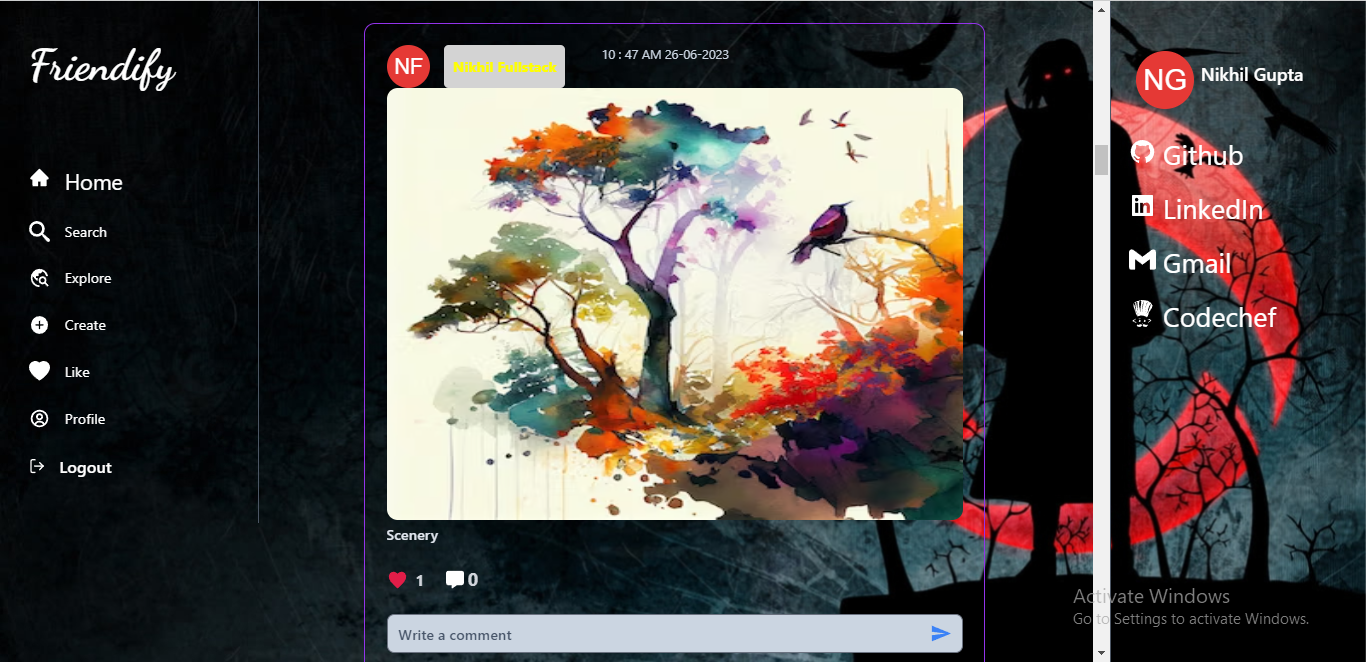 Friendify
Home
Search
Explore
Create
Like
Profile
Logout
NF
Nikhil Fullstack
10 : 47 AM 26-06-2023
Scenery
1
0
Write a comment
NG
Nikhil Gupta
Github
LinkedIn
Gmail
Codechef
Activate Windows
Go to Settings to activate Windows.